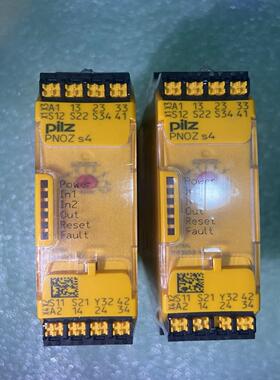 A1 13 23 33
S12 S22 S34 41
pilz
PNOZ s4
Power
In1
In2
Out
Reset
Fault
S11 S21 Y32 42
A2 14 24 34
A1 13 23 33
S12 S22 S34 41
pilz
PNOZ s4
Power
In1
In2
Out
Reset
Fault
S11 S21 Y32 42
A2 14 24 34